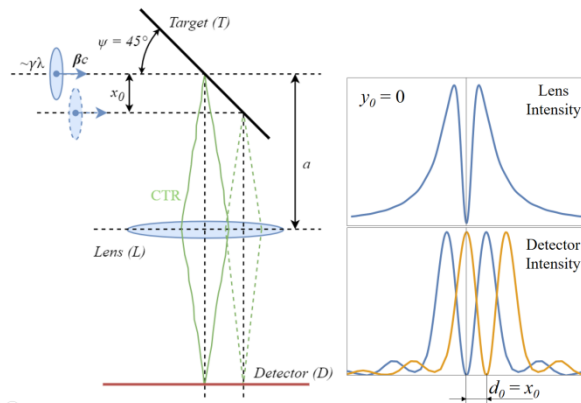 Target (T)
ψ = 45°
~γλ
βc
x₀
a
CTR
Lens (L)
Detector (D)
y₀ = 0
Lens
Intensity
Detector
Intensity
d₀ = x₀